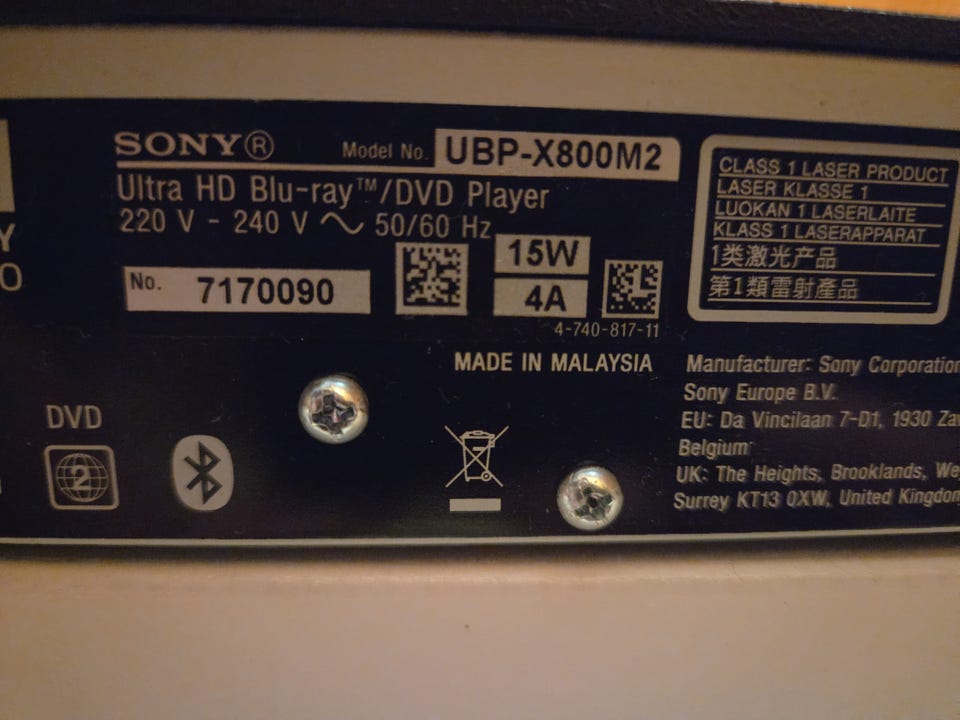 SONY® Model No. UBP-X800M2
Ultra HD Blu-ray™/DVD Player
220 V - 240 V ~ 50/60 Hz
No. 7170090
15W
4A
4-740-817-11
MADE IN MALAYSIA
CLASS 1 LASER PRODUCT
LASER KLASSE 1
LUOKAN 1 LASERLAITE
KLASS 1 LASERAPPARAT
1类激光产品
第1類雷射產品
Manufacturer: Sony Corporation
Sony Europe B.V.
EU: Da Vincilaan 7-D1, 1930
Belgium
UK: The Heights, Brooklands,
Surrey KT13 0XW, United Kingdom
DVD
2